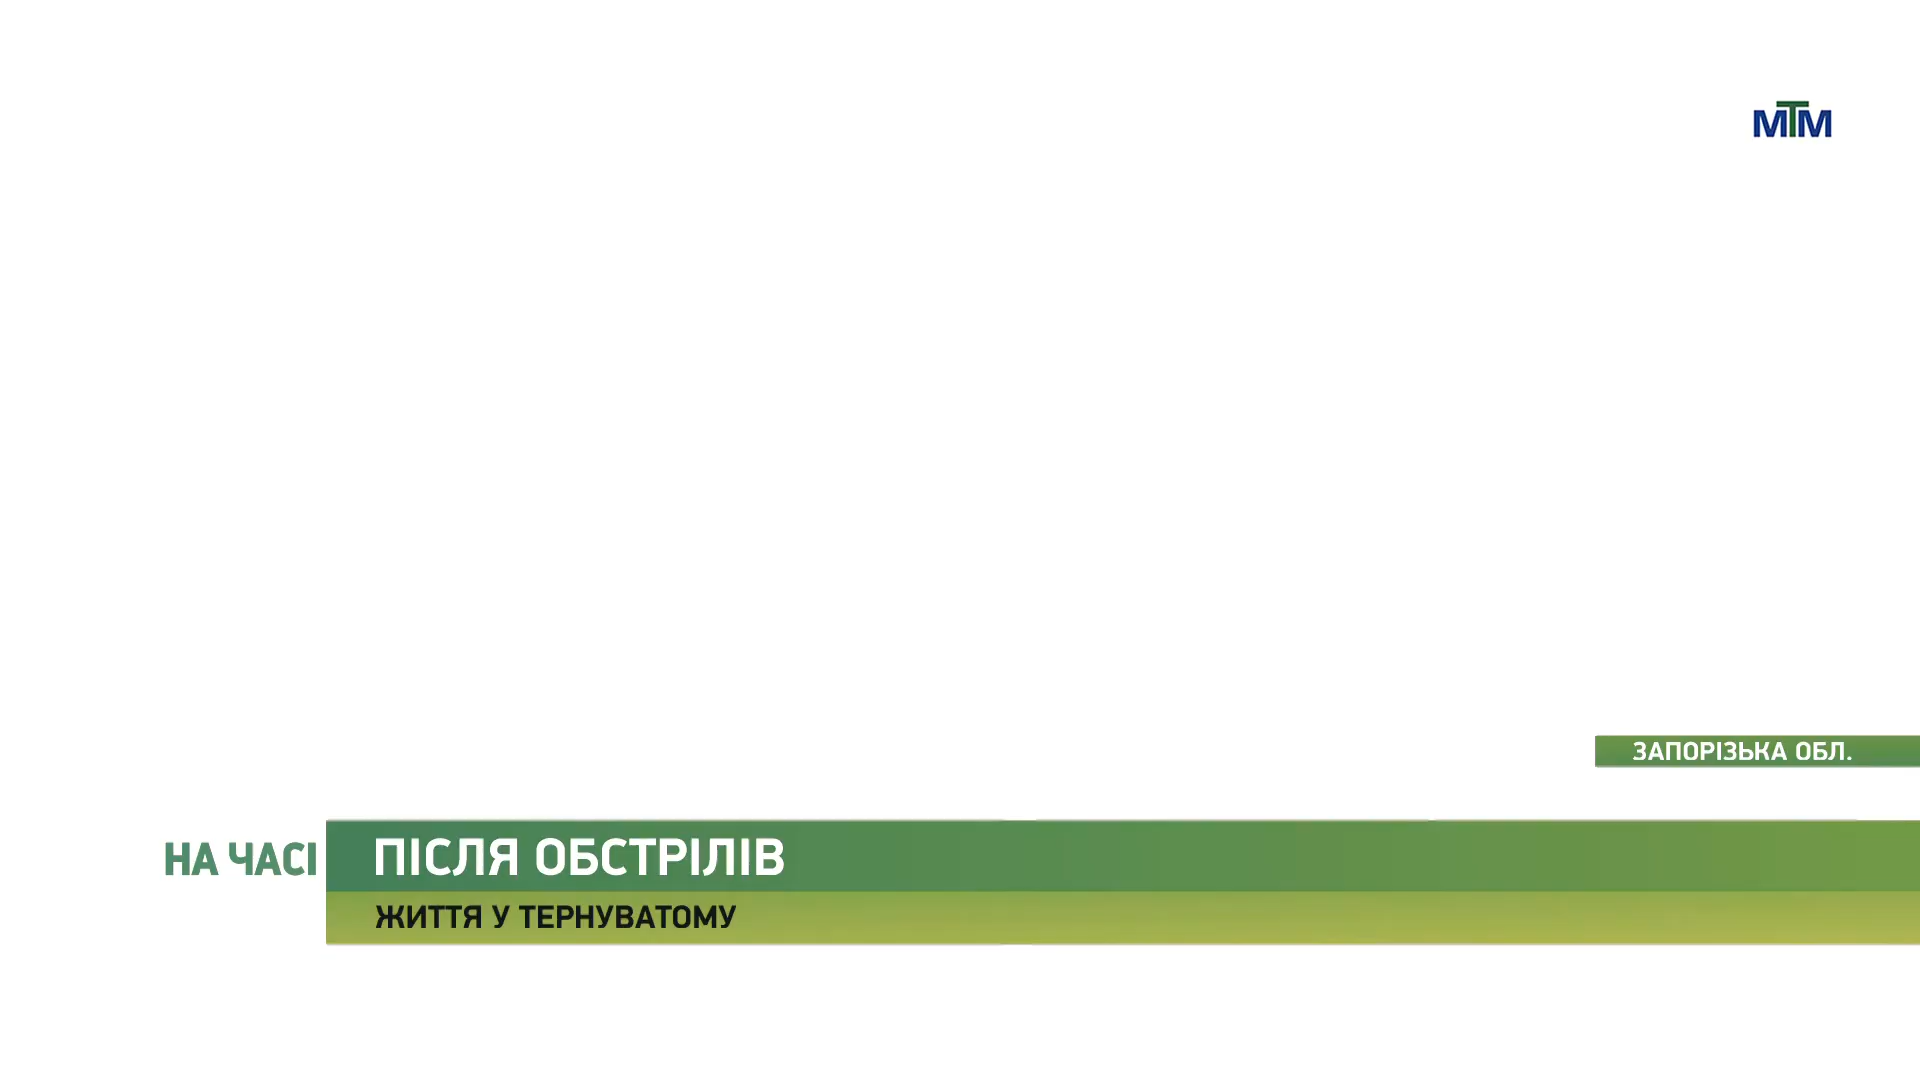 МТМ
ЗАПОРІЗЬКА ОБЛ.
НА ЧАСІ
ПІСЛЯ ОБСТРІЛІВ
ЖИТТЯ У ТЕРНУВАТОМУ